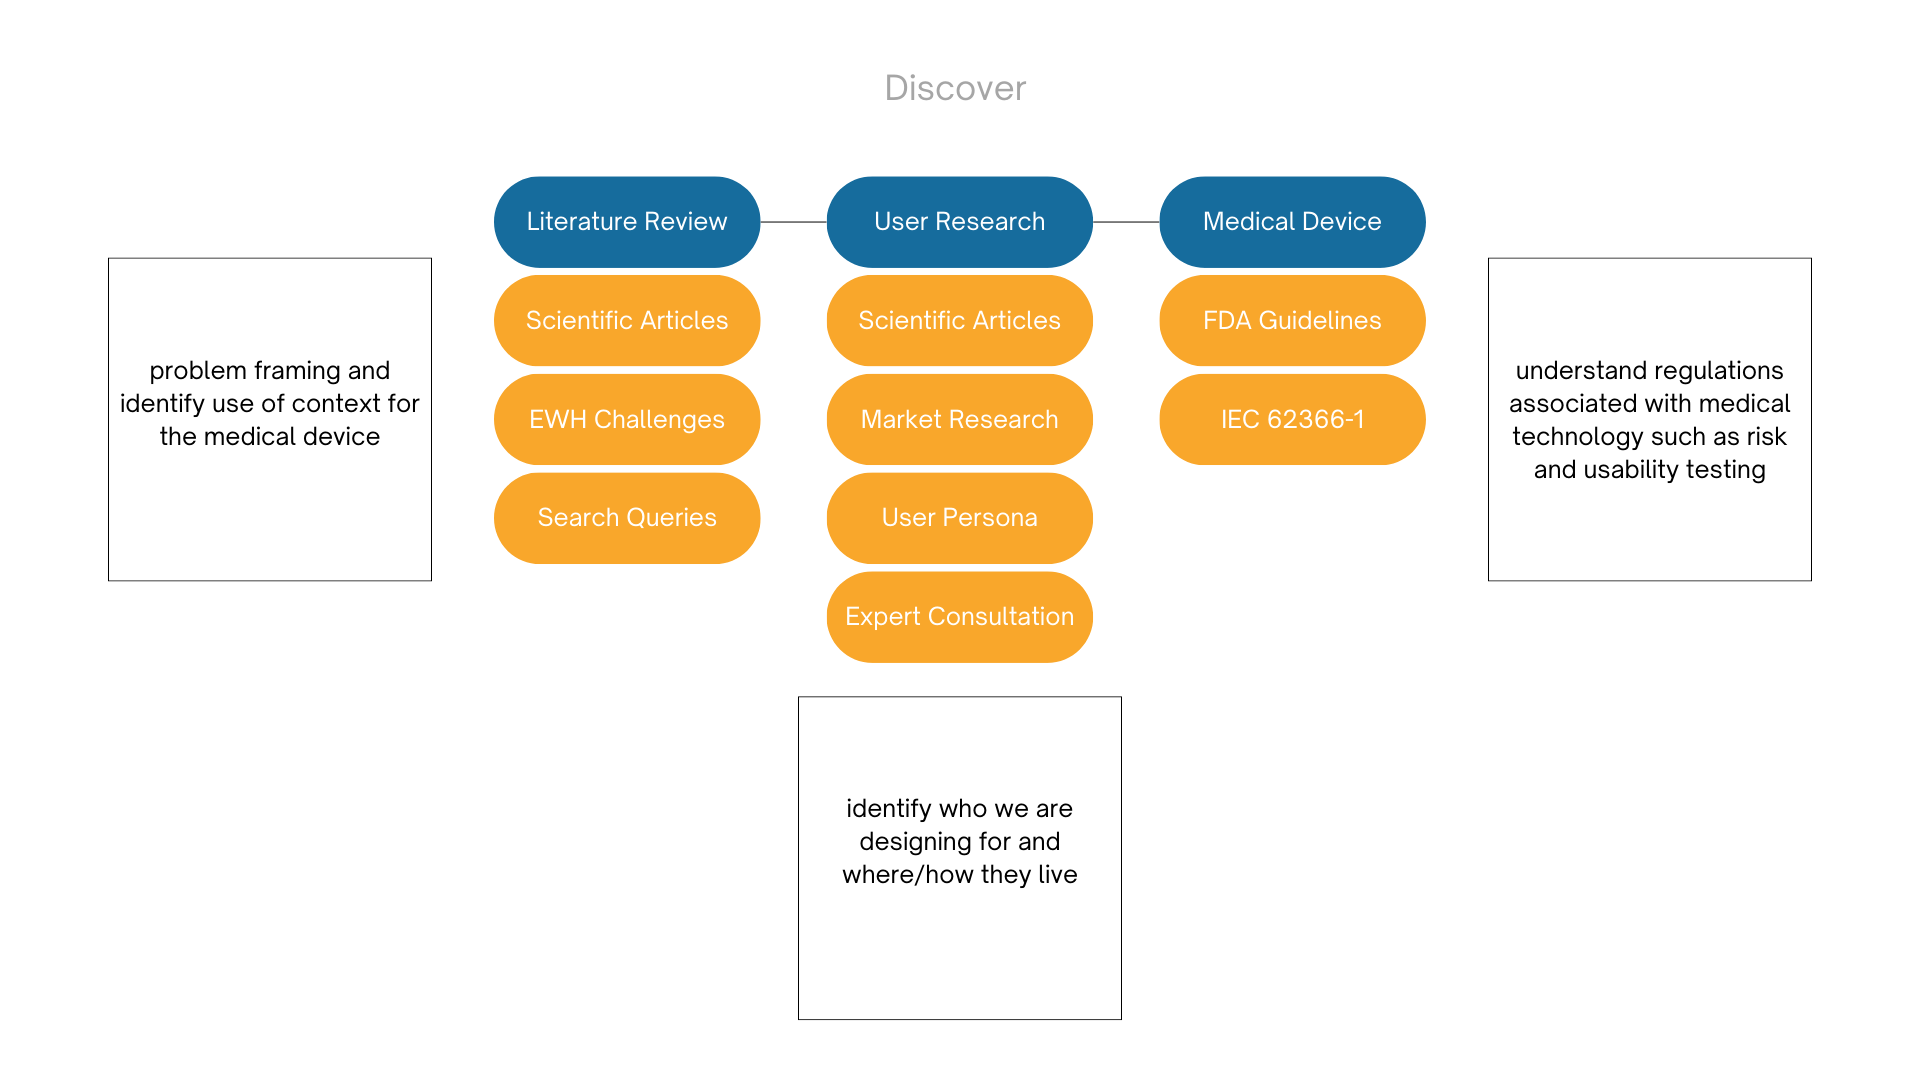 Discover
Literature Review
User Research
Medical Device
Scientific Articles
Scientific Articles
FDA Guidelines
EWH Challenges
Market Research
IEC 62366-1
Search Queries
User Persona
Expert Consultation
problem framing and
identify use of context for
the medical device
understand regulations
associated with medical
technology such as risk
and usability testing
identify who we are
designing for and
where/how they live